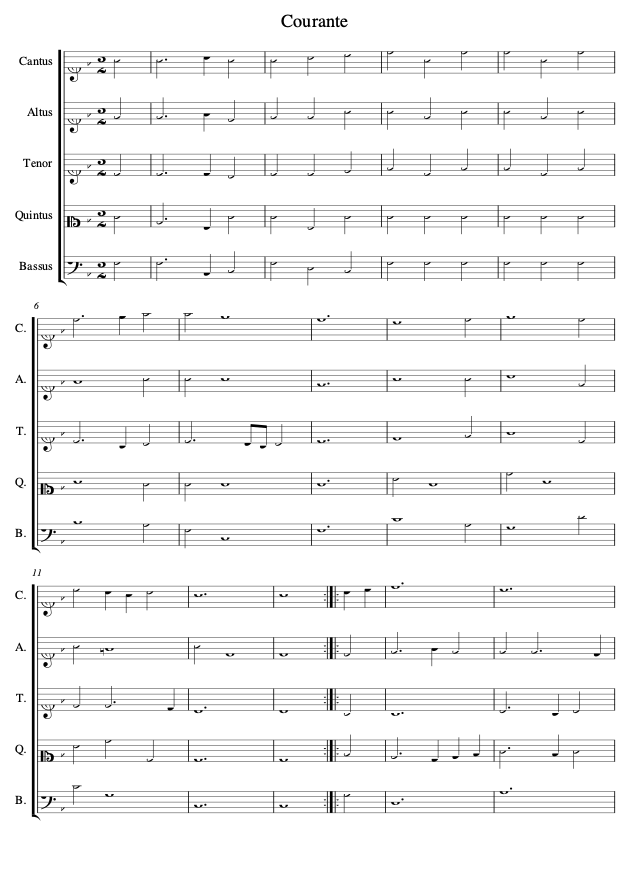 Courante
Cantus
Altus
Tenor
Quintus
Bassus
6
C.
A.
T.
Q.
B.
11
C.
A.
T.
Q.
B.